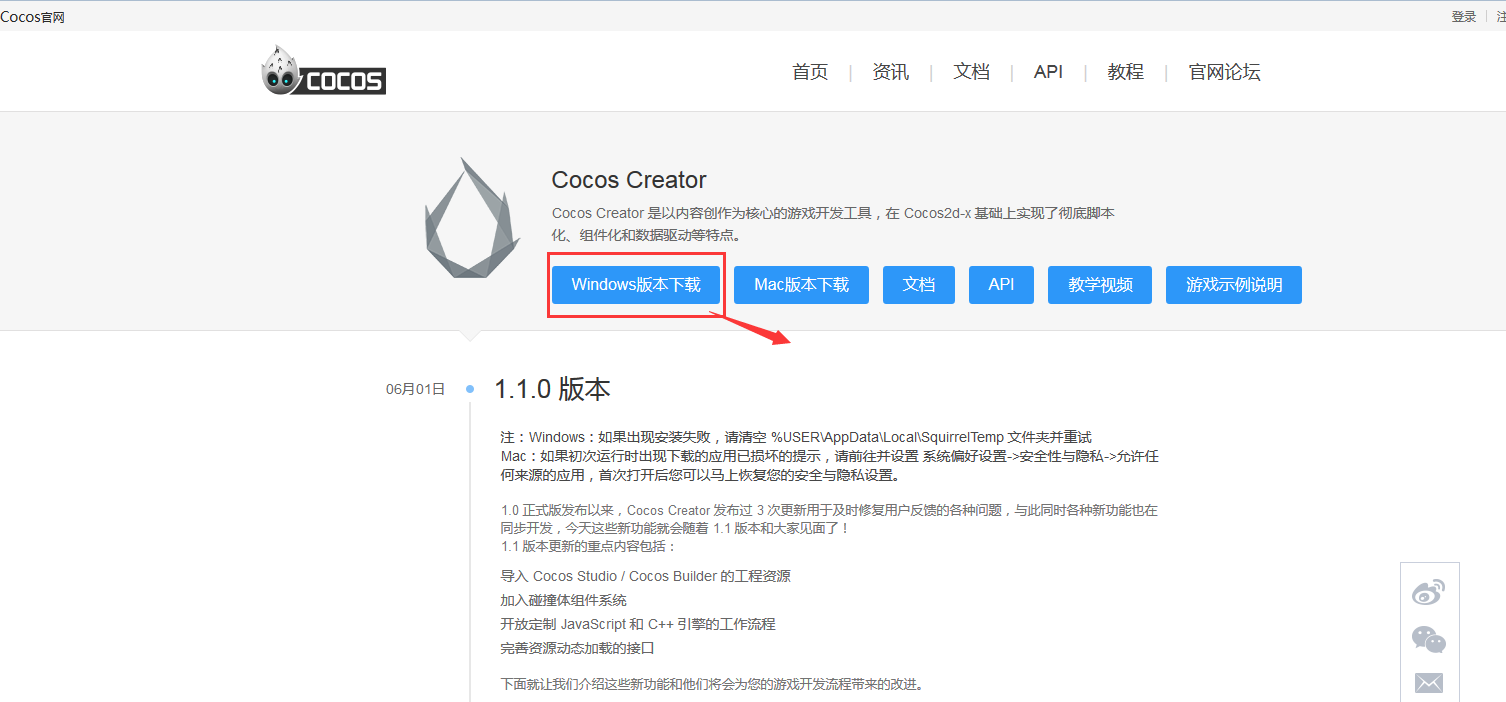 Cocos官网
登录
COCOS
首页 | 资讯 | 文档 | API | 教程 | 官网论坛
Cocos Creator
Cocos Creator 是以内容创作为核心的游戏开发工具，在 Cocos2d-x 基础上实现了彻底脚本
化、组件化和数据驱动等特点。
Windows版本下载 Mac版本下载 文档 API 教学视频 游戏示例说明
06月01日
1.1.0 版本
注：Windows：如果出现安装失败，请清空 %USER\AppData\Local\SquirrelTemp 文件夹并重试
Mac：如果初次运行时出现下载的应用已损坏的提示，请前往并设置 系统偏好设置->安全性与隐私->允许任
何来源的应用，首次打开后您可以马上恢复您的安全与隐私设置。
1.0 正式版发布以来，Cocos Creator 发布过 3 次更新用于及时修复用户反馈的各种问题，与此同时各种新功能也在
同步开发，今天这些新功能就会随着 1.1 版本和大家见面了！
1.1 版本更新的重点内容包括：
导入 Cocos Studio / Cocos Builder 的工程资源
加入碰撞体组件系统
开放定制 JavaScript 和 C++ 引擎的工作流程
完善资源动态加载的接口
下面就让我们介绍这些新功能和他们将会为您的游戏开发流程带来的改进。